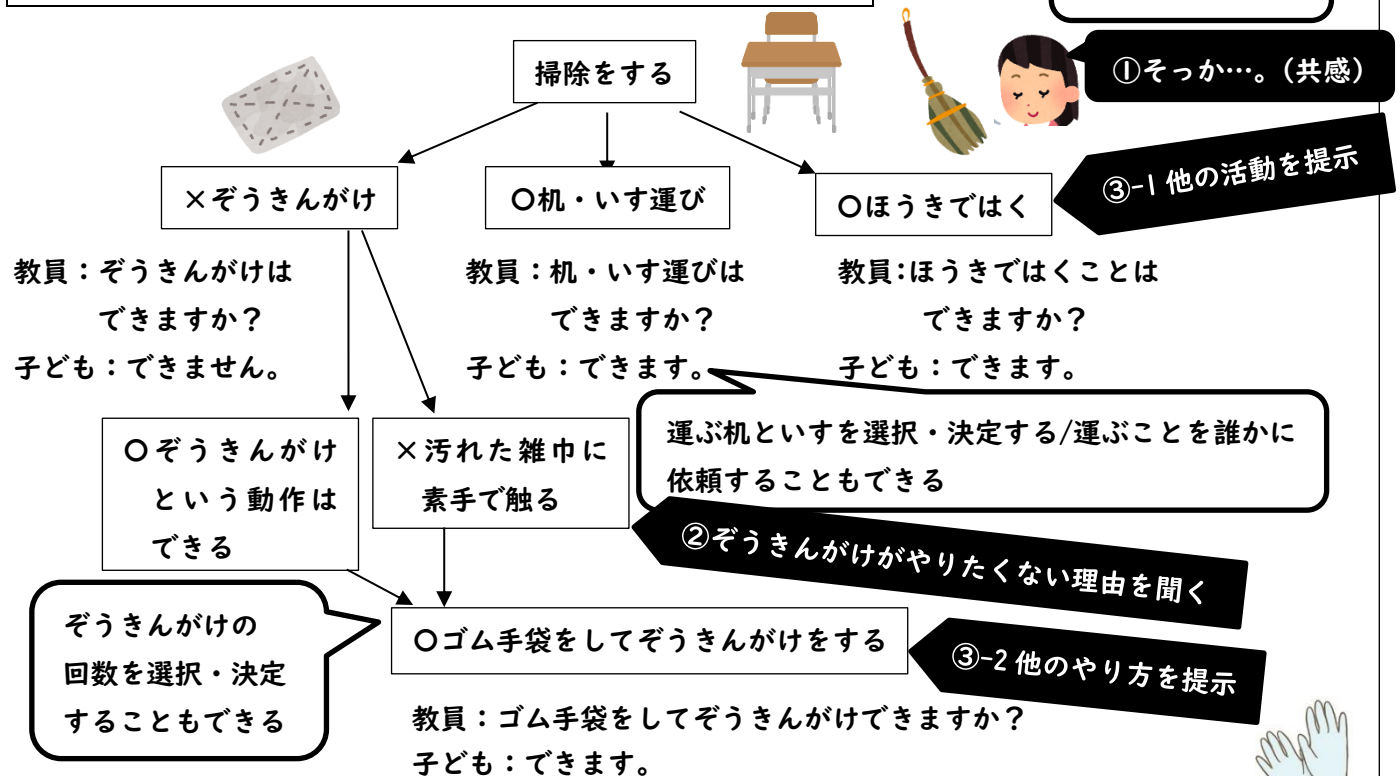 掃除をする
①そっか…。（共感）
×ぞうきんがけ
〇机・いす運び
〇ほうきではく
③-1 他の活動を提示
教員：ぞうきんがけは
できますか？
子ども：できません。
教員：机・いす運びは
できますか？
子ども：できます。
教員:ほうきではくことは
できますか？
子ども：できます。
〇ぞうきんがけ
という動作は
できる
×汚れた雑巾に
素手で触る
運ぶ机といすを選択・決定する/運ぶことを誰かに
依頼することもできる
②ぞうきんがけがやりたくない理由を聞く
ぞうきんがけの
回数を選択・決定
することもできる
〇ゴム手袋をしてぞうきんがけをする
③-2 他のやり方を提示
教員：ゴム手袋をしてぞうきんがけできますか？
子ども：できます。